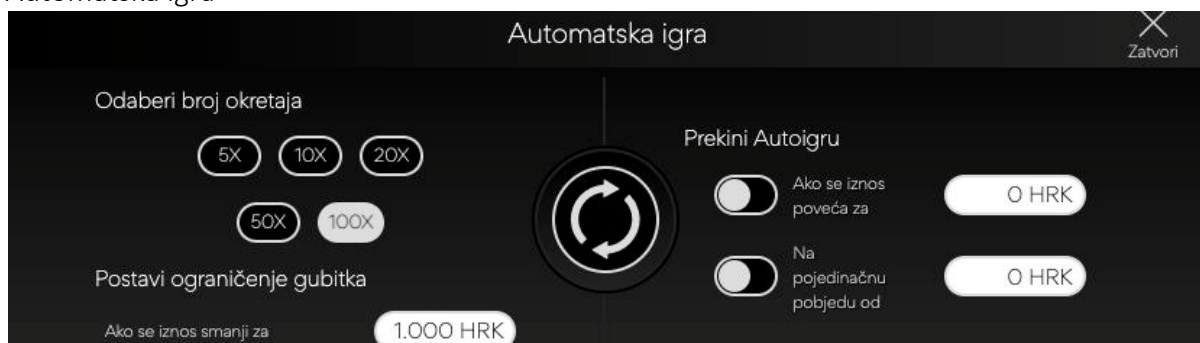 Automatska igra
Zatvori
Odaberi broj okretaja
5X 10X 20X
50X 100X
Postavi ograničenje gubitka
Ako se iznos smanji za 1.000 HRK
Prekini Autoigru
Ako se iznos
poveća za
0 HRK
Na
pojedinačnu
pobjedu od
0 HRK